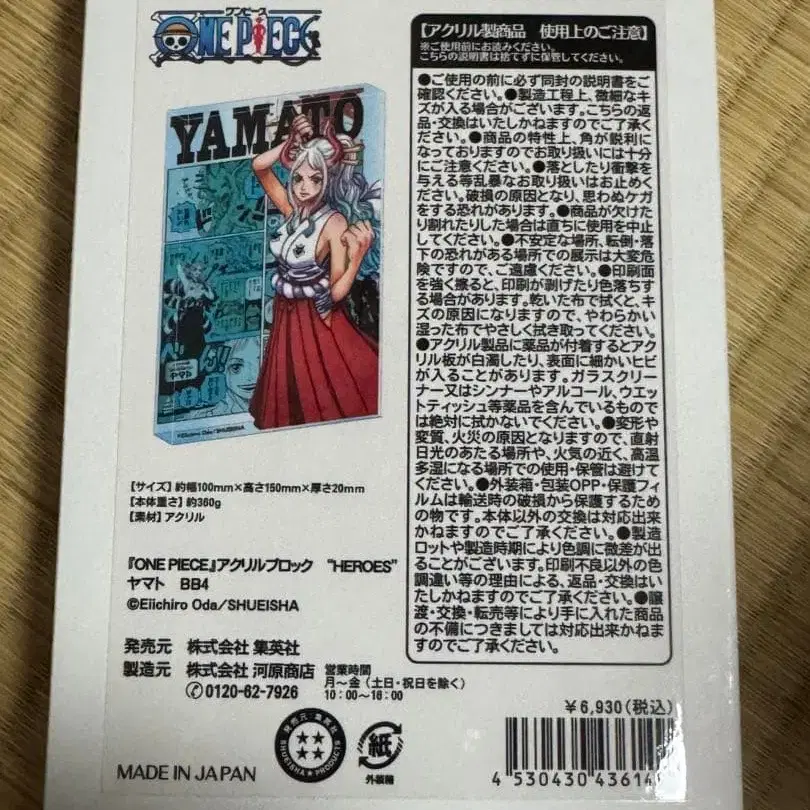 ワンピース
ONE PIECE
YAMATO
ヤマト
©Eiichiro Oda/SHUEISHA
【サイズ】約幅100mm×高さ150mm×厚さ20mm
【本体重さ】約360g
【素材】アクリル
『ONE PIECE』アクリルブロック "HEROES"
ヤマト BB4
©Eiichiro Oda/SHUEISHA
発売元 株式会社 集英社
製造元 株式会社 河原商店
0120-62-7926
営業時間
月〜金(土日・祝日を除く)
10:00〜16:00
発売元 集英社
SHUEISHA PRODUCTS
紙
外装箱
MADE IN JAPAN
【アクリル製商品 使用上のご注意】
※ご使用前にお読みください。
こちらの説明書は捨てずに保管してください。
●ご使用の前に必ず同封の説明書をご
確認ください。●製造工程上、微細なキ
ズが入る場合がございます。こちらの返
品・交換はいたしかねますのでご了承く
ださい。●商品の特性上、角が鋭利に
なっておりますのでお取り扱いには十分
にご注意ください。●落としたり衝撃を
与える等乱暴なお取り扱いはお止めく
ださい。破損の原因となり、思わぬケガ
をする恐れがあります。●商品が欠けた
り割れたりした場合は直ちに使用を中止
してください。●不安定な場所、転倒・落
下の恐れがある場所での展示は大変危
険ですので、ご遠慮ください。●印刷面
を強く擦ると、印刷が剥げたり色落ちす
る場合があります。乾いた布で拭くと、キ
ズの原因になりますので、やわらかい
湿った布でやさしく拭き取ってください。
●アクリル製品に薬品が付着するとアク
リル板が白濁したり、表面に細かいヒビ
が入ることがあります。ガラスクリー
ナー又はシンナーやアルコール、ウエッ
トティッシュ等薬品を含んでいるもので
は絶対に拭かないでください。●変形や
変質、火災の原因となりますので、直射
日光のあたる場所や、火気の近く、高温
多湿になる場所での使用・保管は避けて
ください。●外装箱・包装OPP・保護フィ
ルムは輸送時の破損から保護するため
の物です。本体以外の交換は対応出来
かねますのでご了承ください。●製造
ロットや製造時期により色調に微差が出
ることがございます。印刷不良以外の色
調違い等の理由による、返品・交換はい
たしかねますのでご了承ください。●譲
渡・交換・転売等により手に入れた商品
の不備につきましては対応出来かねま
すのでご了承ください。
¥6,930(税込)
4 530430 43614